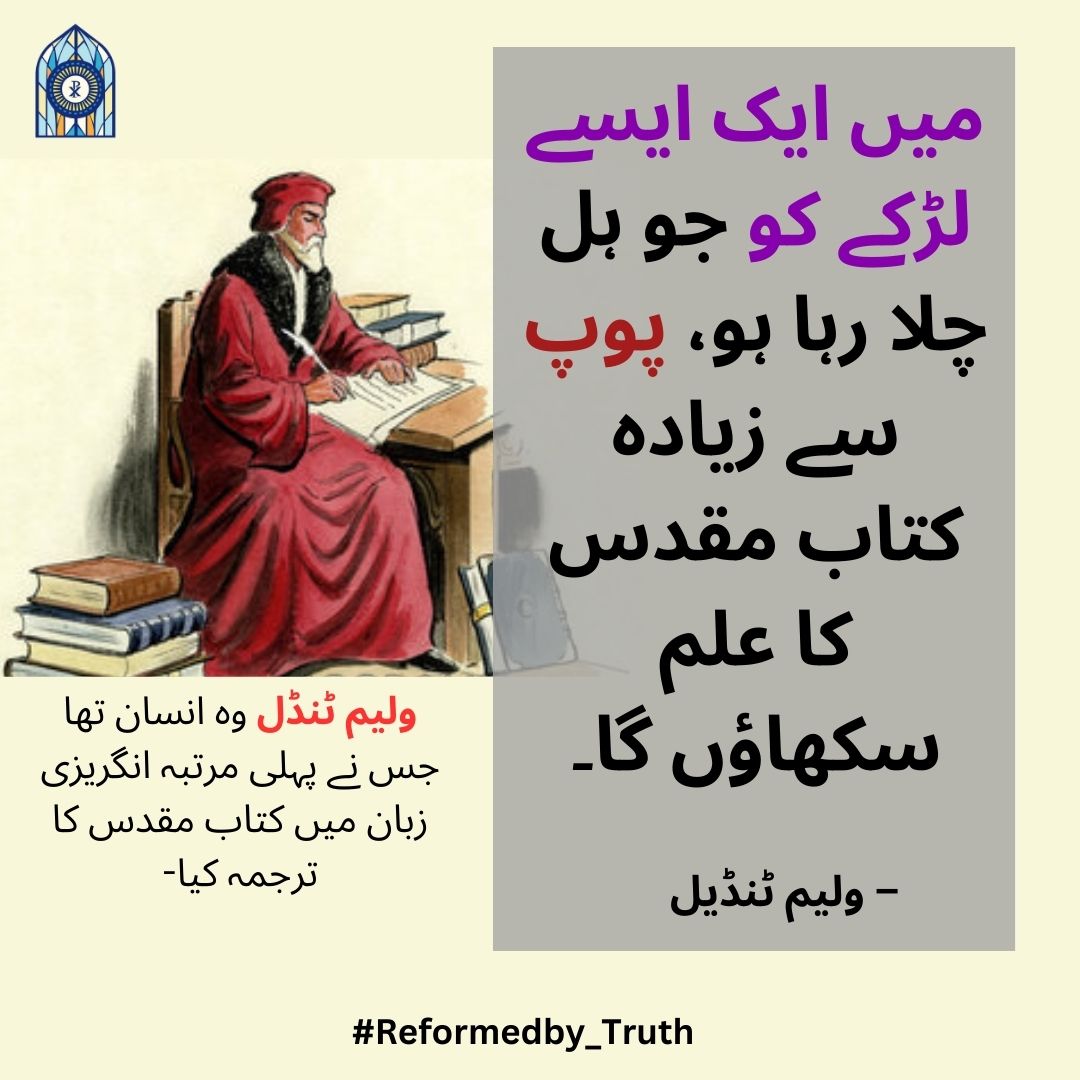 میں ایک ایسے
لڑکے کو جو ہل
چلا رہا ہو، پوپ
سے زیادہ
کتاب مقدس
کا علم
سکھاؤں گا۔
– ولیم ٹنڈیل
ولیم ٹنڈل وہ انسان تھا
جس نے پہلی مرتبہ انگریزی
زبان میں کتاب مقدس کا
ترجمہ کیا-
#Reformedby_Truth